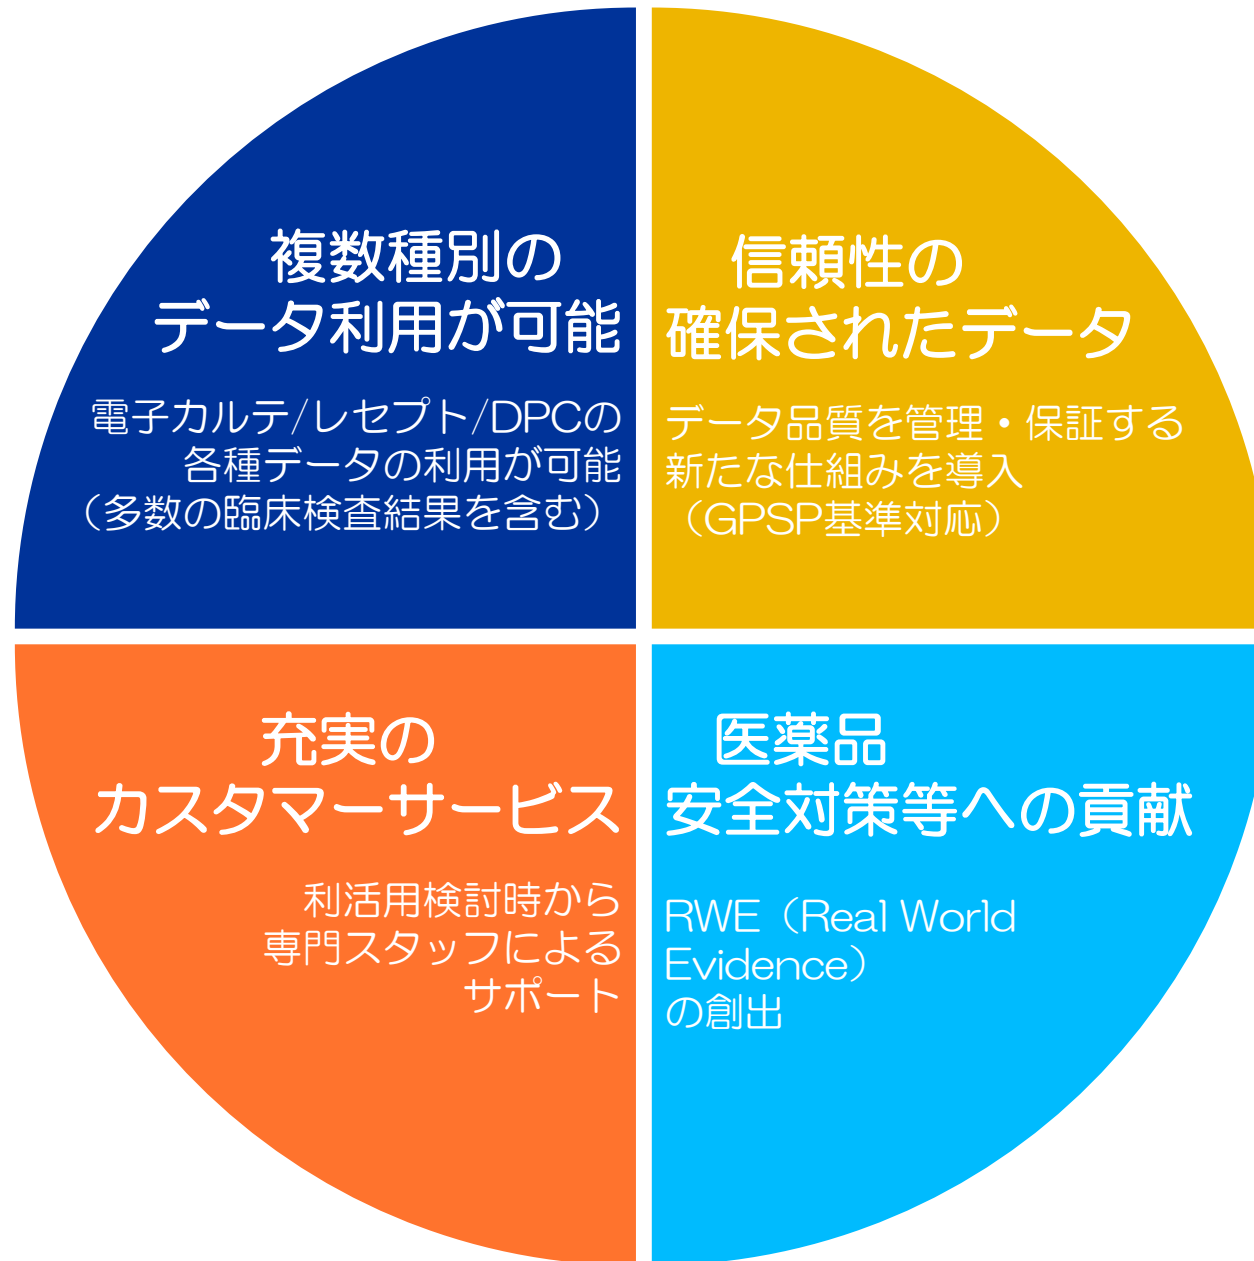 複数種別の
データ利用が可能
電子カルテ/レセプト/DPCの
各種データの利用が可能
（多数の臨床検査結果を含む）
信頼性の
確保されたデータ
データ品質を管理・保証する
新たな仕組みを導入
（GPSP基準対応）
充実の
カスタマーサービス
利活用検討時から
専門スタッフによる
サポート
医薬品
安全対策等への貢献
RWE（Real World
Evidence）
の創出